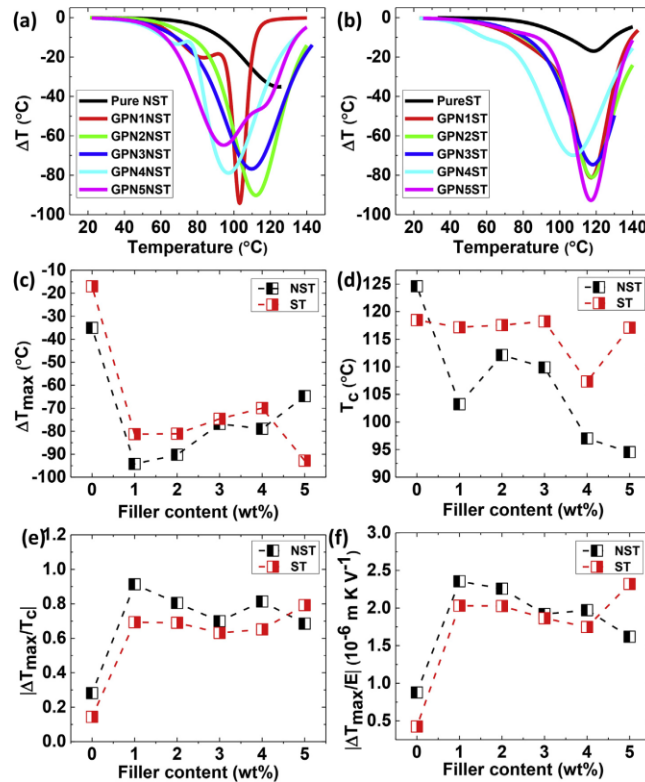 (a)
0
-20
-40
-60
-80
-100
ΔT (°C)
Pure NST
GPN1NST
GPN2NST
GPN3NST
GPN4NST
GPN5NST
20 40 60 80 100 120 140
Temperature (°C)
(b)
0
-20
-40
-60
-80
-100
ΔT (°C)
PureST
GPN1ST
GPN2ST
GPN3ST
GPN4ST
GPN5ST
20 40 60 80 100 120 140
Temperature (°C)
(c)
-10
-20
-30
-40
-50
-60
-70
-80
-90
-100
ΔTmax (°C)
NST
ST
0 1 2 3 4 5
Filler content (wt%)
(d)
125
120
115
110
105
100
95
90
Tc (°C)
NST
ST
0 1 2 3 4 5
Filler content (wt%)
(e)
1.2
1.0
0.8
0.6
0.4
0.2
0.0
|ΔTmax/Tc|
NST
ST
0 1 2 3 4 5
Filler content (wt%)
(f)
3.0
2.5
2.0
1.5
1.0
0.5
|ΔTmax/E| (10⁻⁶ m K V⁻¹)
NST
ST
0 1 2 3 4 5
Filler content (wt%)